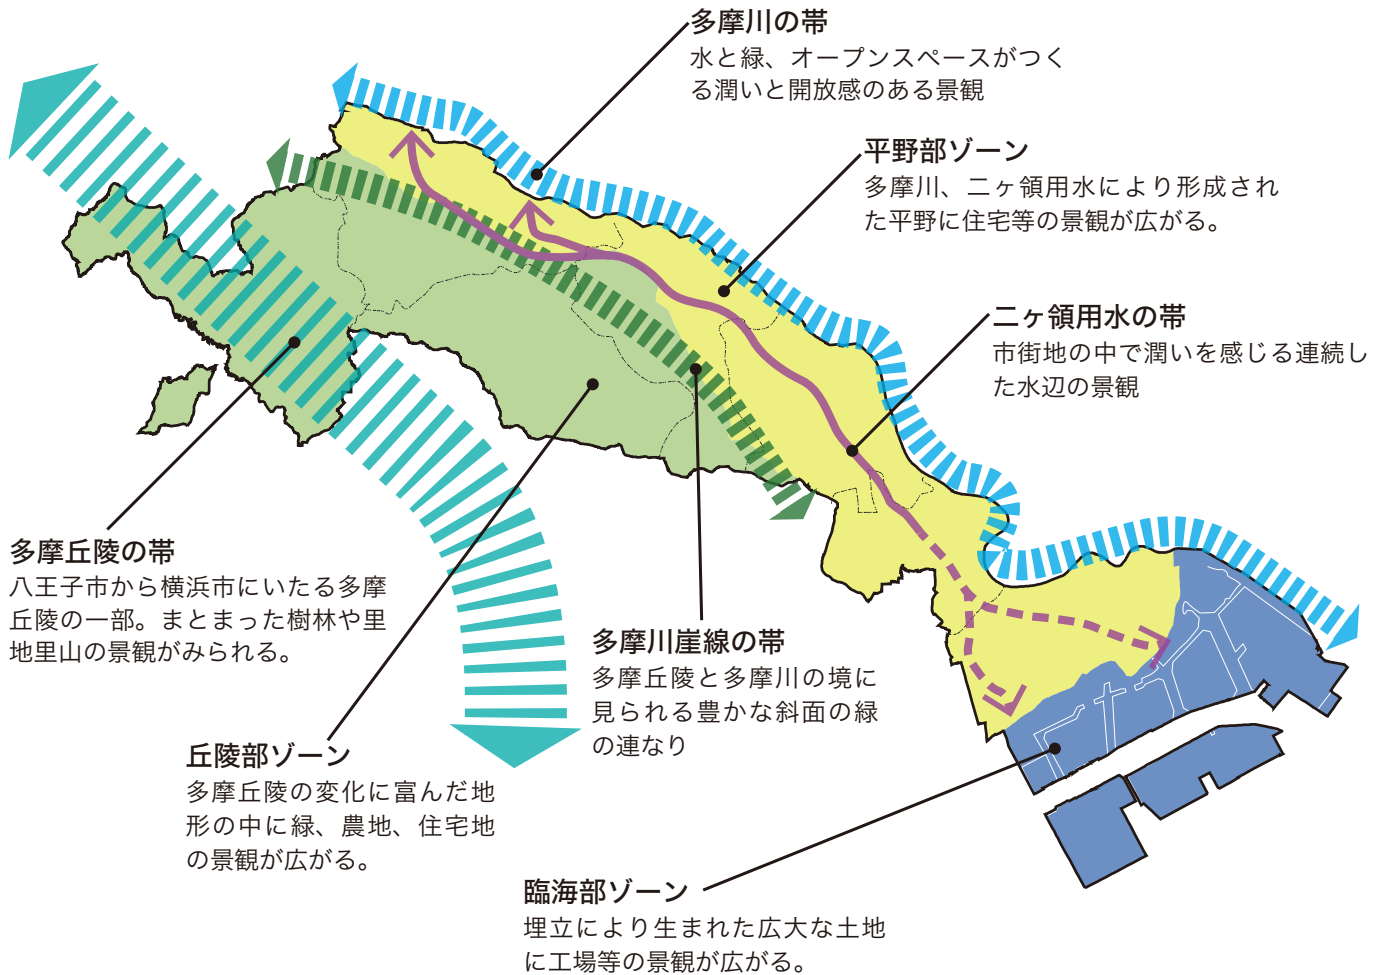 多摩川の帯
水と緑、オープンスペースがつく
る潤いと開放感のある景観
平野部ゾーン
多摩川、二ヶ領用水により形成され
た平野に住宅等の景観が広がる。
二ヶ領用水の帯
市街地の中で潤いを感じる連続し
た水辺の景観
多摩丘陵の帯
八王子市から横浜市にいたる多摩
丘陵の一部。まとまった樹林や里
地里山の景観がみられる。
多摩川崖線の帯
多摩丘陵と多摩川の境に
見られる豊かな斜面の緑
の連なり
丘陵部ゾーン
多摩丘陵の変化に富んだ地
形の中に緑、農地、住宅地
の景観が広がる。
臨海部ゾーン
埋立により生まれた広大な土地
に工場等の景観が広がる。